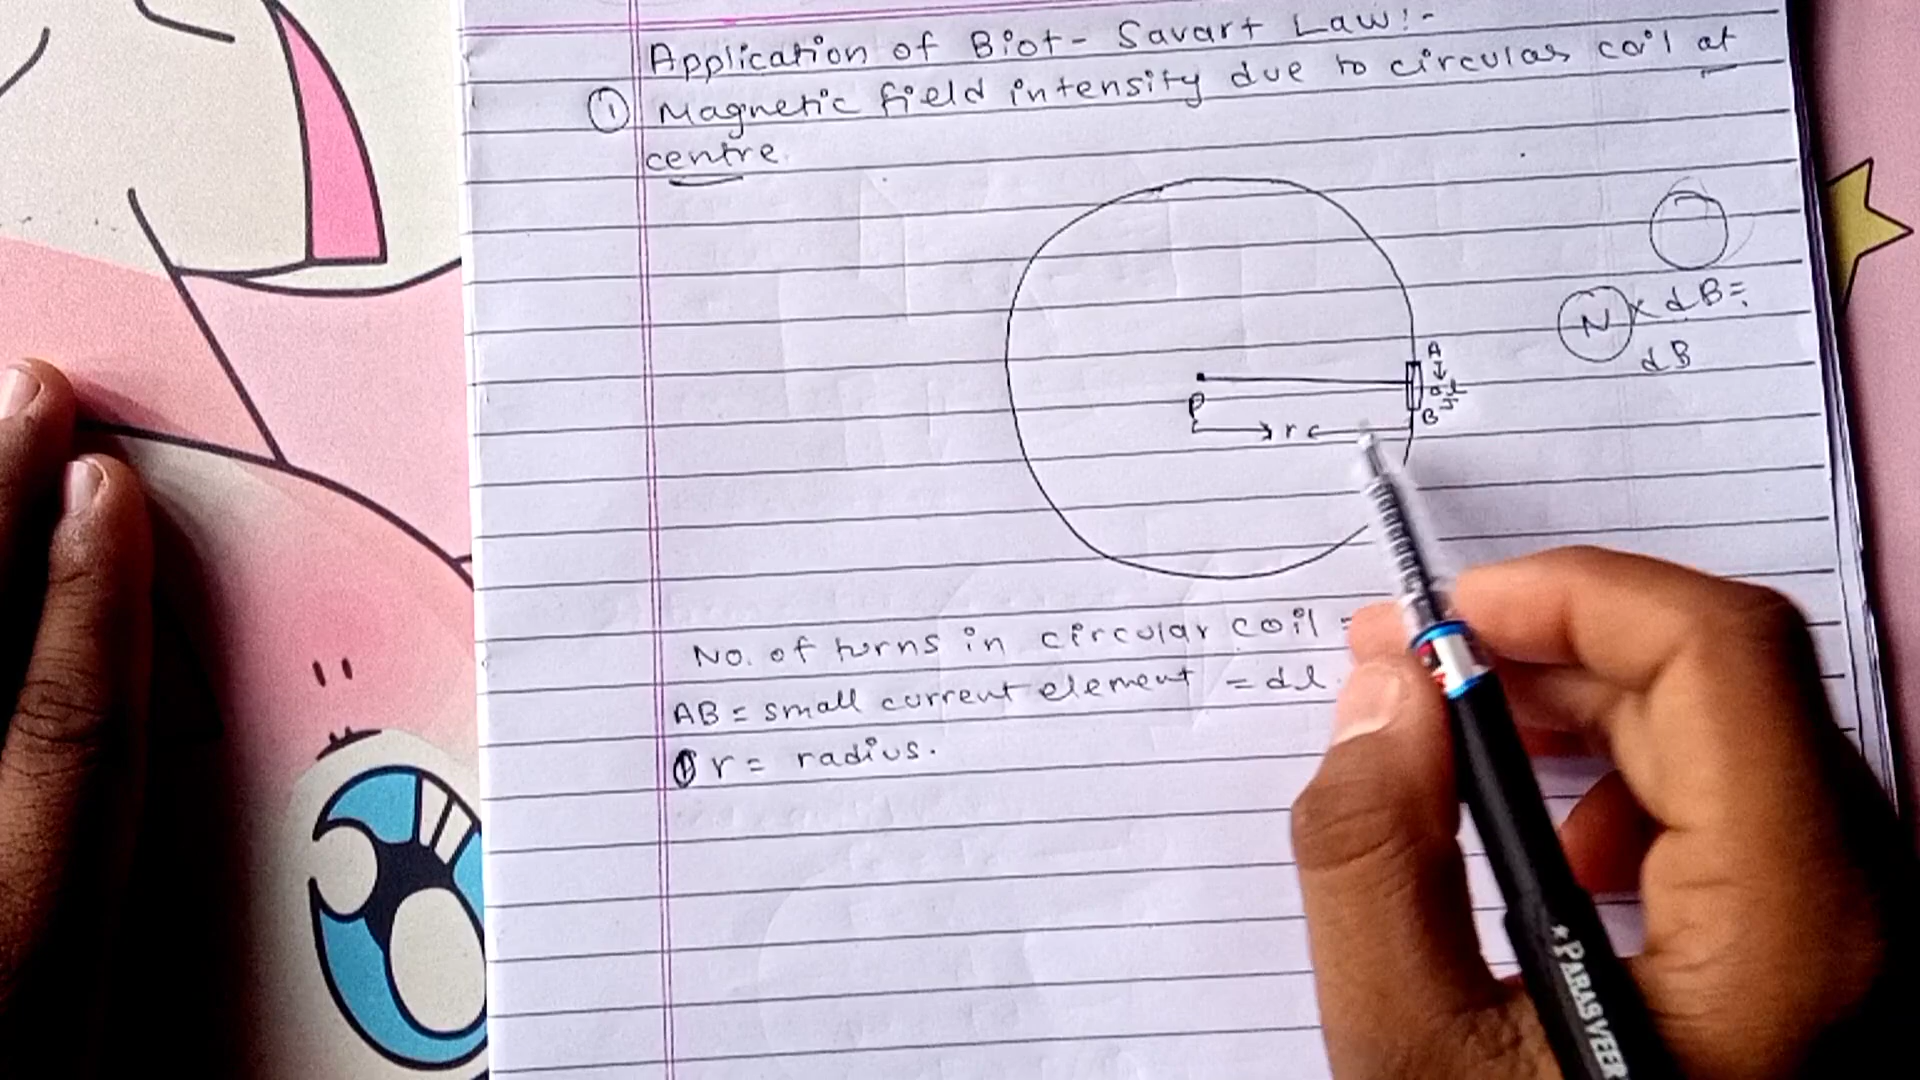 Application of Biot - Savart Law:-
① Magnetic field intensity due to circular coil at
centre.
N x dB =
dB
A
dl
B
P
r
No. of turns in circular coil =
AB = small current element = dl.
r = radius.
PARASVEER